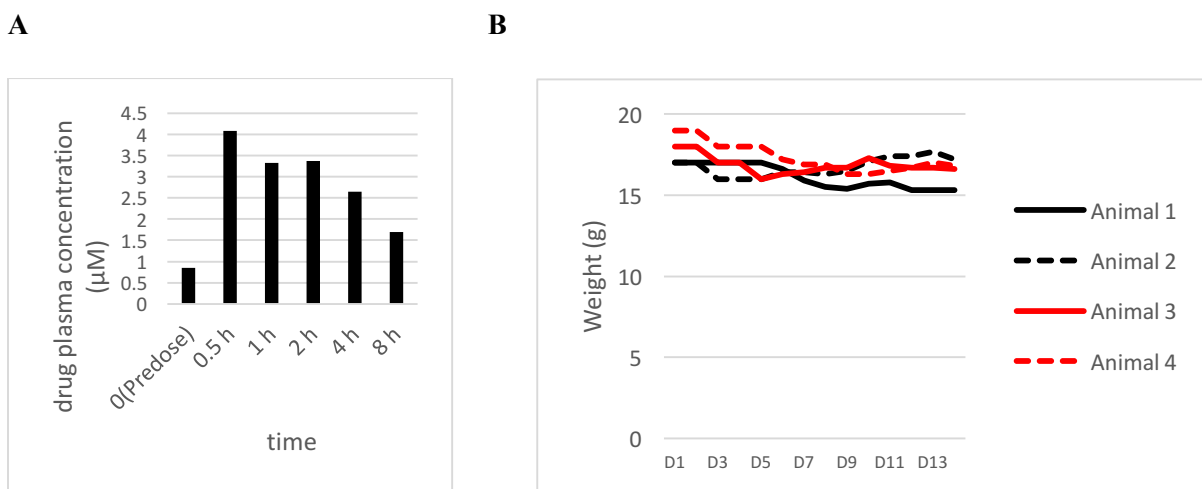 A
B
drug plasma concentration
(μM)
4.5
4
3.5
3
2.5
2
1.5
1
0.5
0
0(Predose)
0.5 h
1 h
2 h
4 h
8 h
time
Weight (g)
20
15
10
5
0
D1 D3 D5 D7 D9 D11 D13
Animal 1
Animal 2
Animal 3
Animal 4